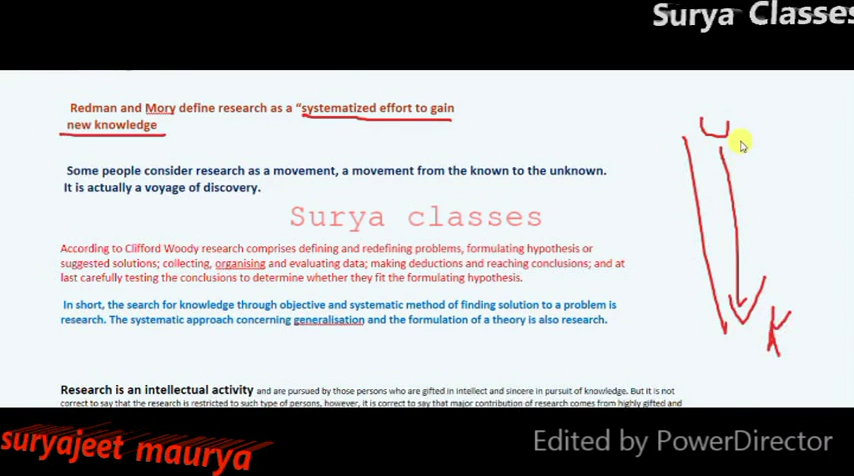 Surya Classes
Redman and Mory define research as a “systematized effort to gain
new knowledge
Some people consider research as a movement, a movement from the known to the unknown.
It is actually a voyage of discovery.
Surya classes
According to Clifford Woody research comprises defining and redefining problems, formulating hypothesis or
suggested solutions; collecting, organising and evaluating data; making deductions and reaching conclusions; and at
last carefully testing the conclusions to determine whether they fit the formulating hypothesis.
In short, the search for knowledge through objective and systematic method of finding solution to a problem is
research. The systematic approach concerning generalisation and the formulation of a theory is also research.
Research is an intellectual activity and are pursued by those persons who are gifted in intellect and sincere in pursuit of knowledge. But it is not
correct to say that the research is restricted to such type of persons, however, it is correct to say that major contribution of research comes from highly gifted and
U
K
suryajeet maurya
Edited by PowerDirector